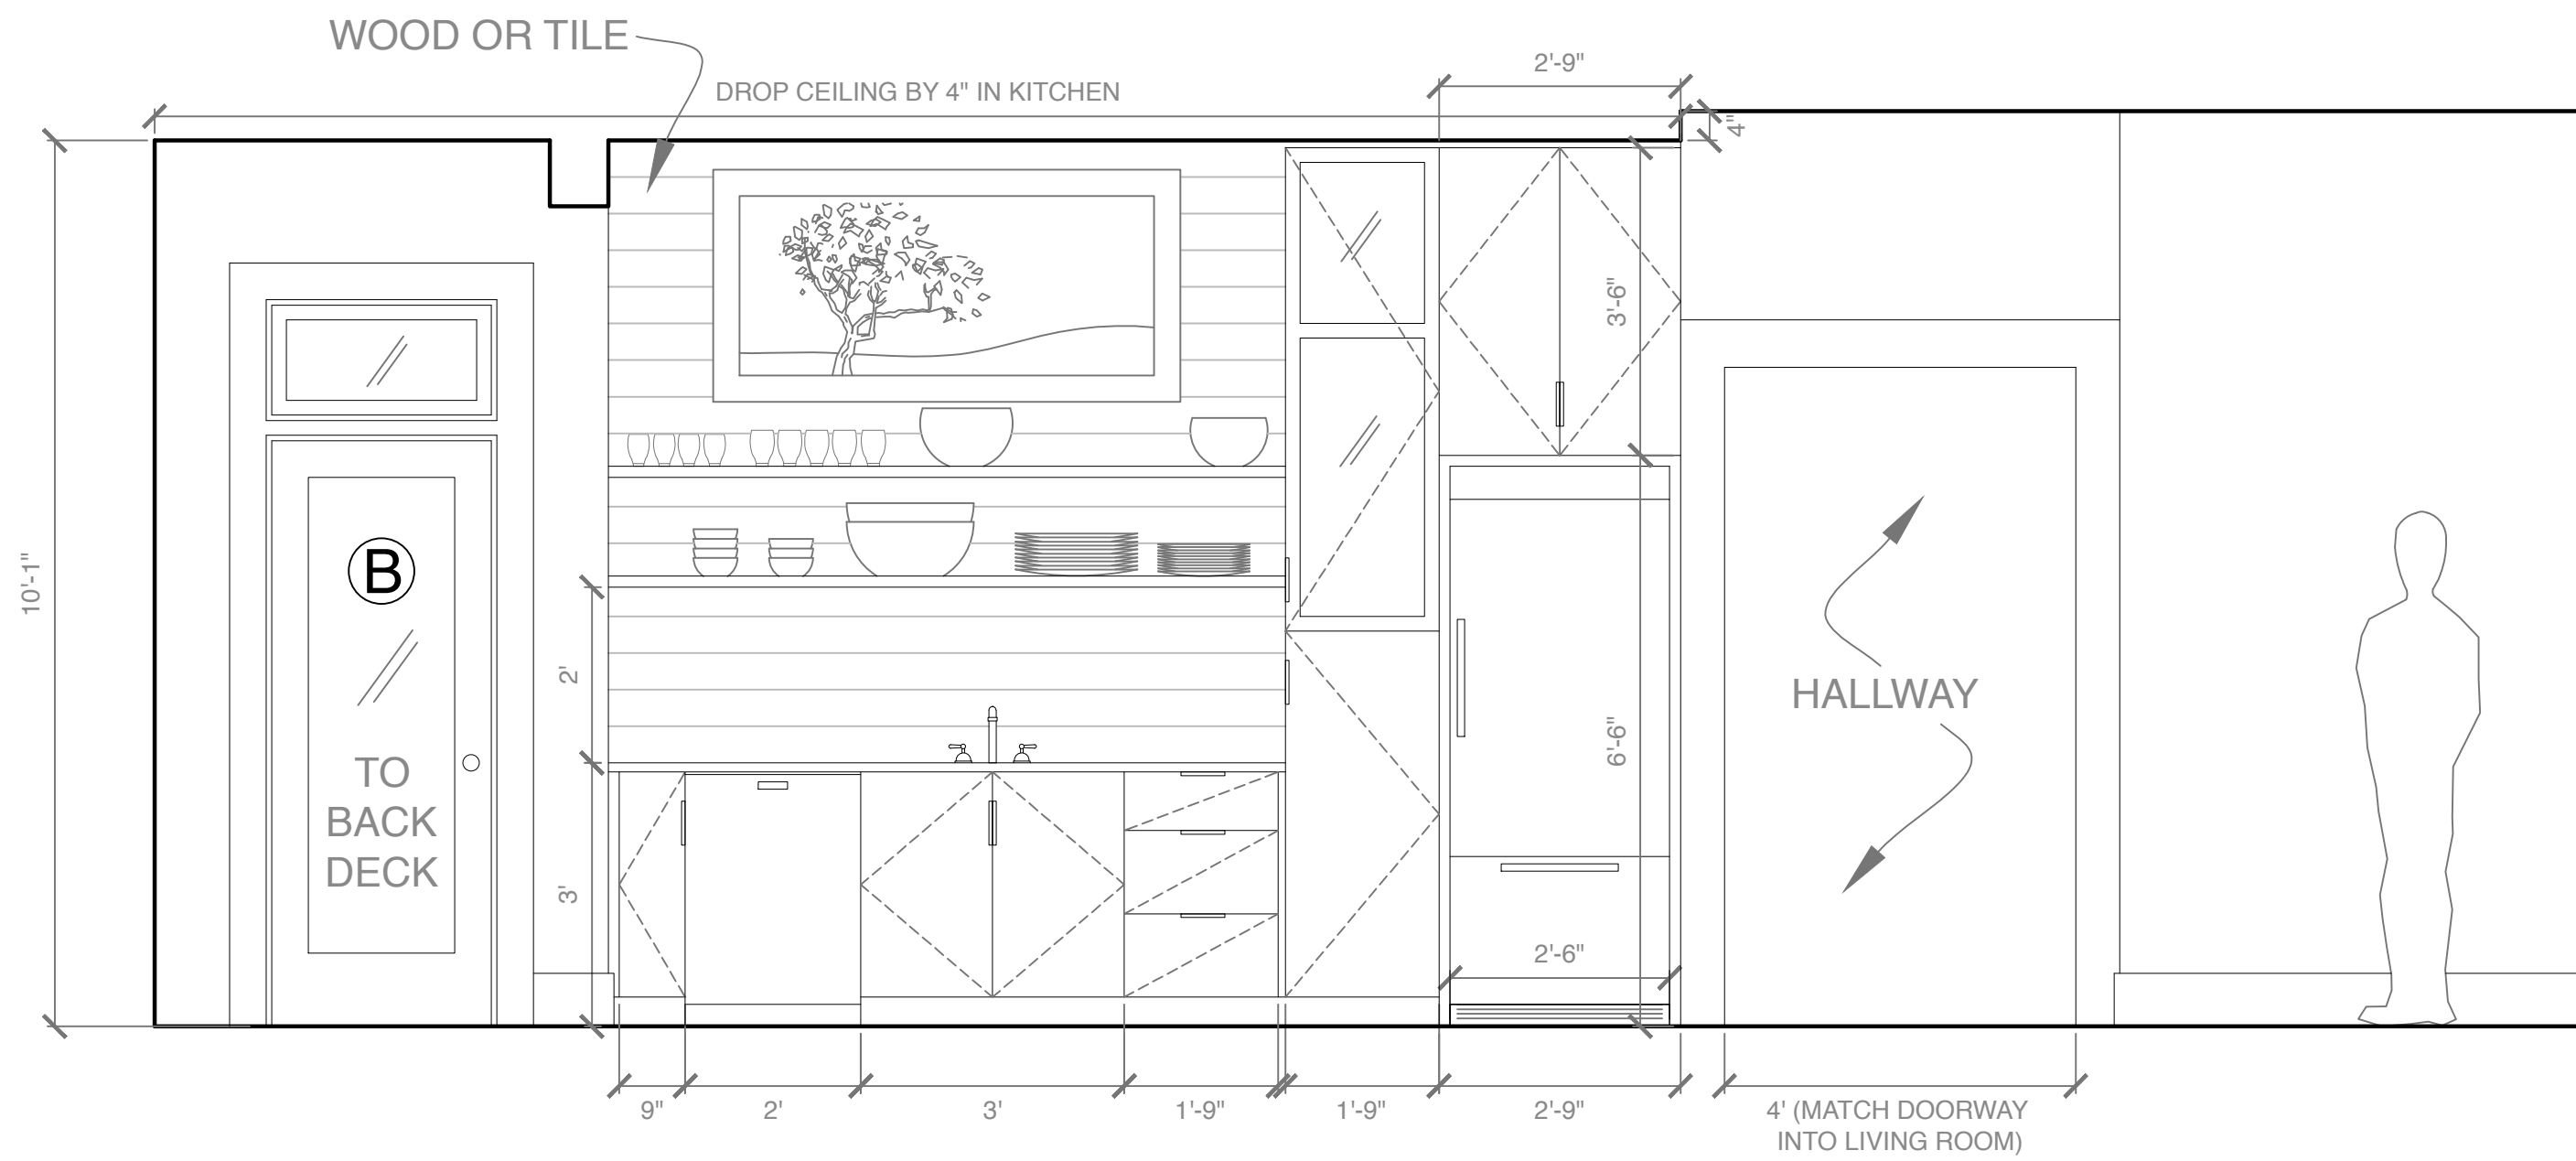 WOOD OR TILE
2'-9"
DROP CEILING BY 4" IN KITCHEN
4"
3'-6"
10'-1"
B
2'
HALLWAY
6'-6"
TO
BACK
DECK
3'
2'-6"
9"
2'
3'
1'-9"
1'-9"
2'-9"
4' (MATCH DOORWAY
INTO LIVING ROOM)